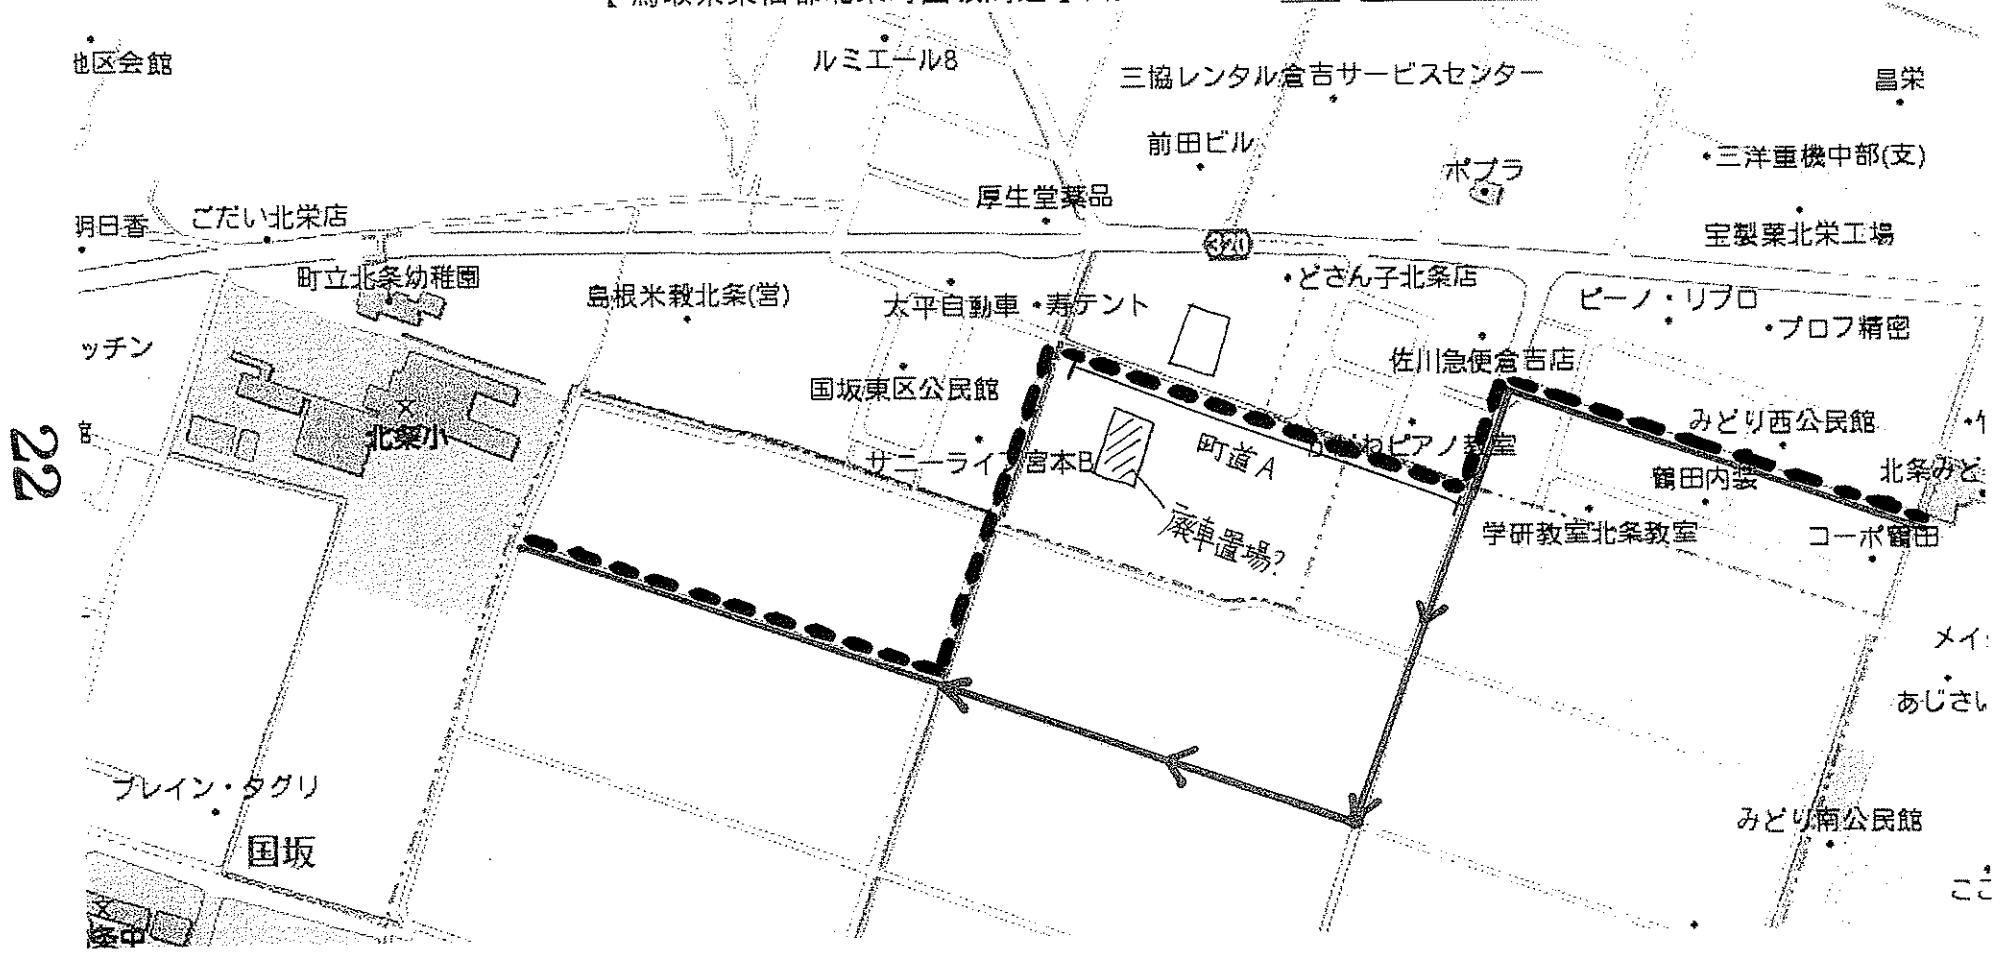 地区会館
ルミエール8
三協レンタル倉吉サービスセンター
昌栄
前田ビル
ポプラ
三洋重機中部(支)
厚生堂薬品
明日香
ごだい北栄店
宝製薬北栄工場
320
町立北条幼稚園
島根米穀北条(営)
太平自動車
寿テント
どさん子北条店
ピーノ・リブロ
プロフ精密
ッチン
佐川急便倉吉店
国坂東区公民館
みどり西公民館
北条小
サニーライフ宮本B
町道A
ピアノ教室
鶴田内装
北条みど
22
廃車置場?
学研教室北条教室
コーポ鶴田
メイ
あじさい
ブレイン・タグリ
みどり南公民館
国坂
条中
ここ